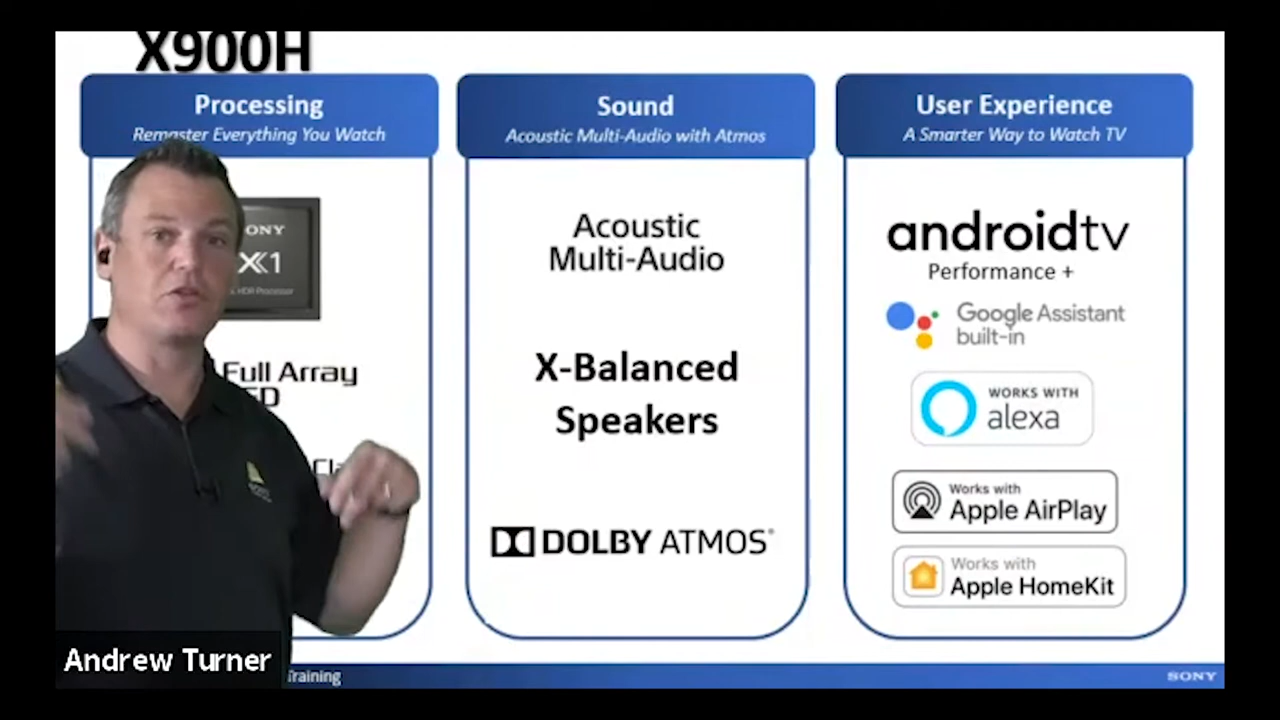 X900H
Processing
Remaster Everything You Watch
Sound
Acoustic Multi-Audio with Atmos
User Experience
A Smarter Way to Watch TV
SONY
X1
HDR Processor
Full Array
Acoustic
Multi-Audio
X-Balanced
Speakers
DOLBY ATMOS®
androidtv
Performance +
Google Assistant
built-in
WORKS WITH
alexa
Works with
Apple AirPlay
Works with
Apple HomeKit
Andrew Turner
Training
SONY